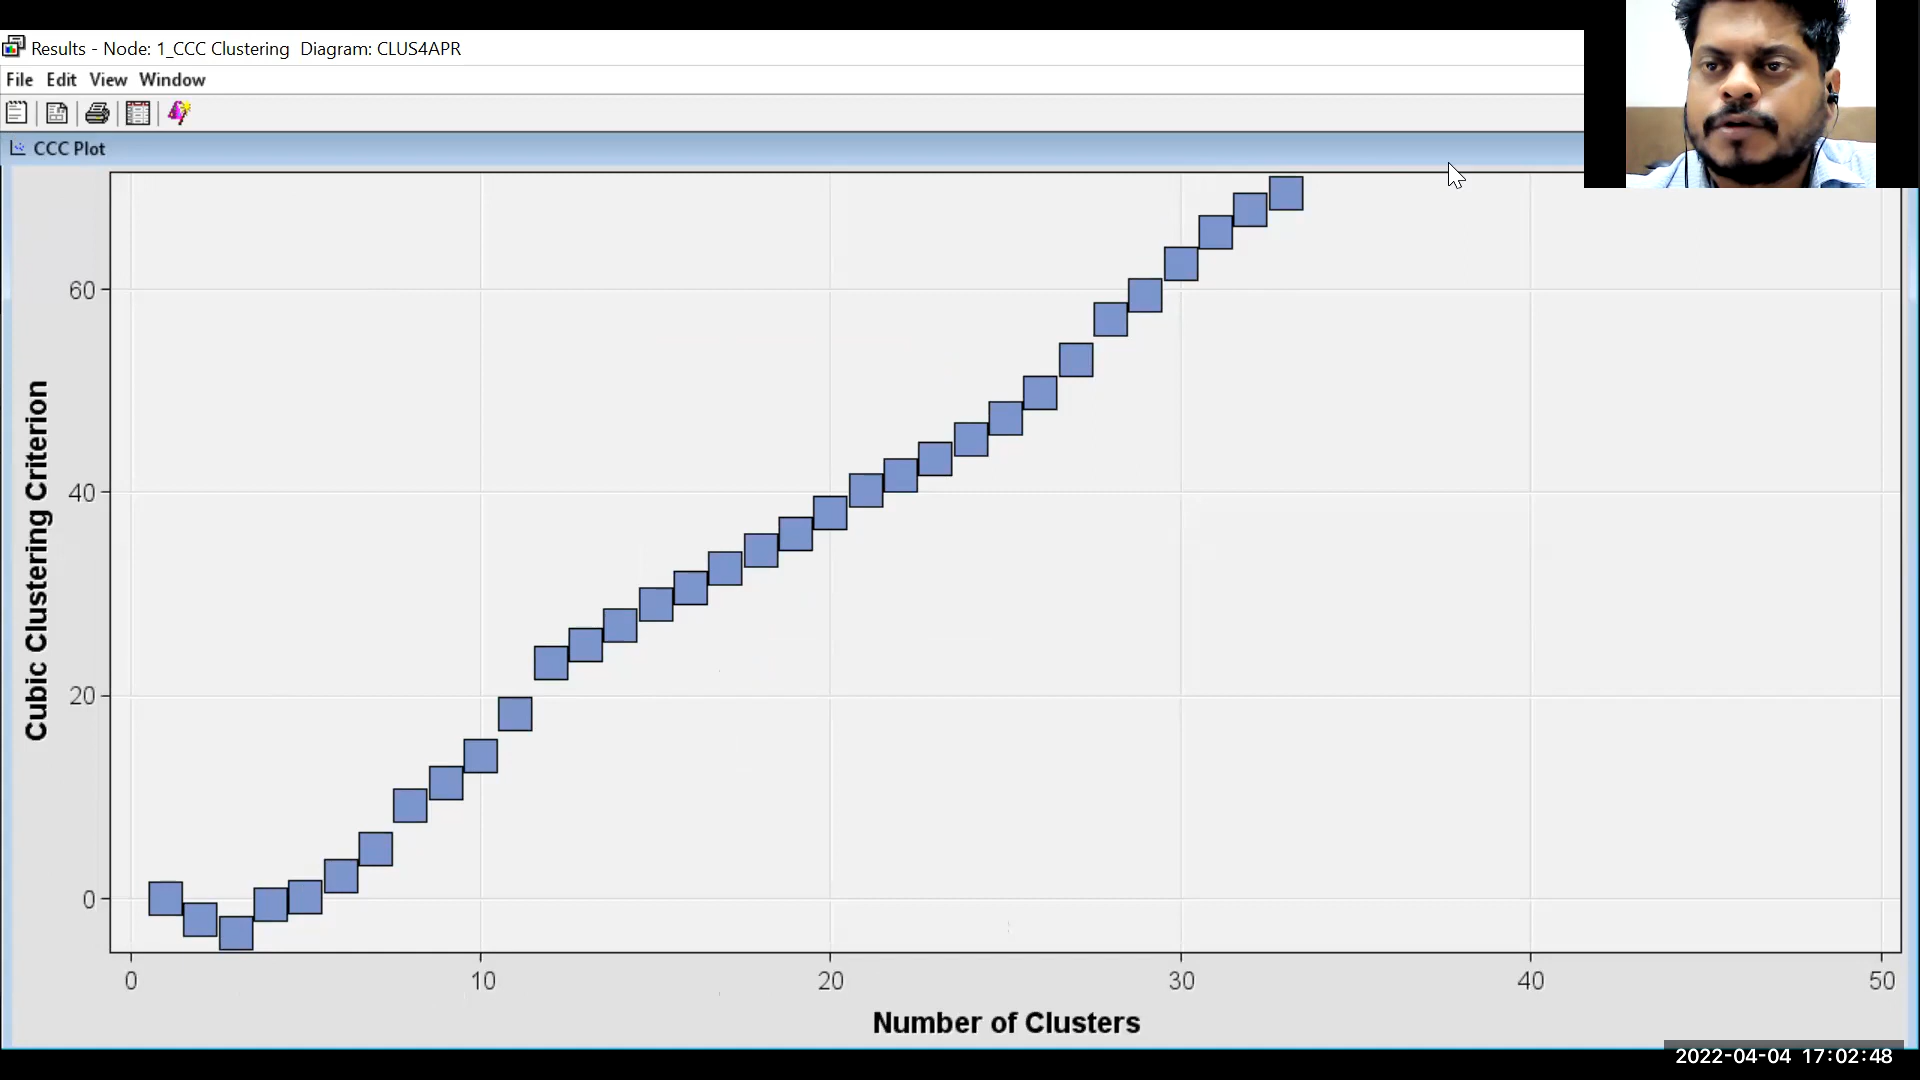 Results - Node: 1_CCC Clustering  Diagram: CLUS4APR
File Edit View Window
CCC Plot
Cubic Clustering Criterion
60
40
20
0
0 10 20 30 40 50
Number of Clusters
2022-04-04 17:02:48